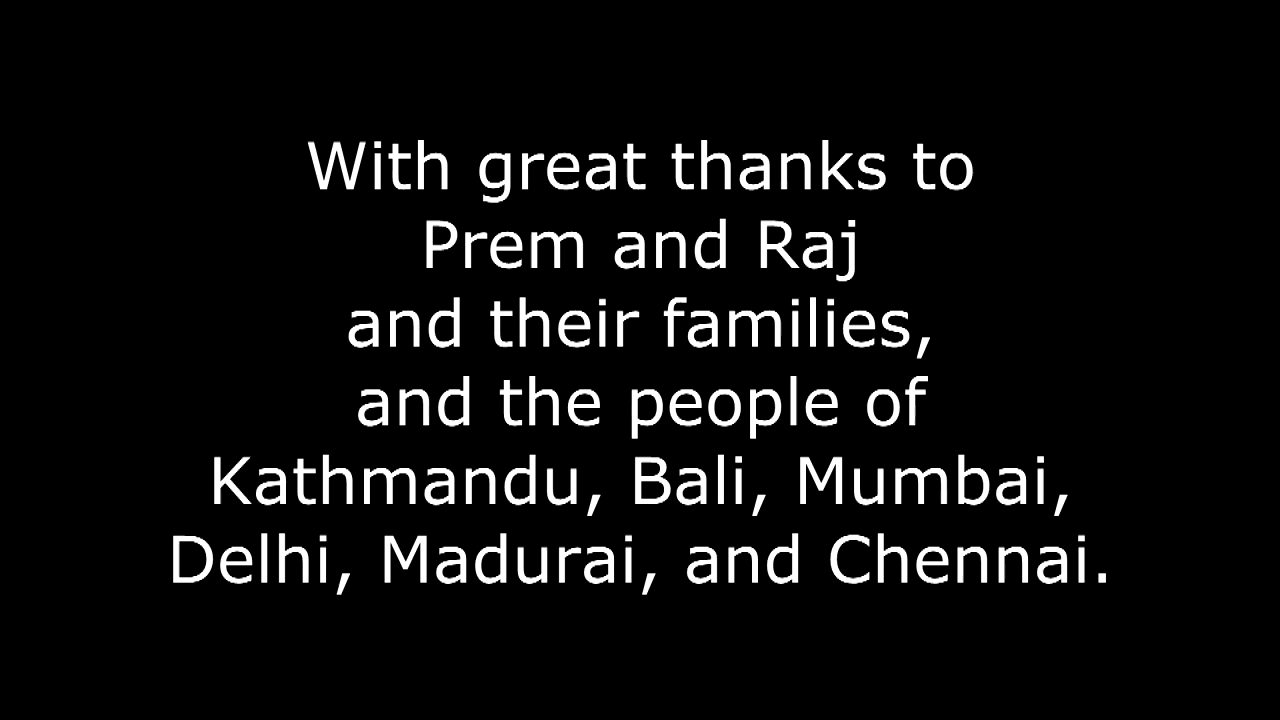 With great thanks to
Prem and Raj
and their families,
and the people of
Kathmandu, Bali, Mumbai,
Delhi, Madurai, and Chennai.